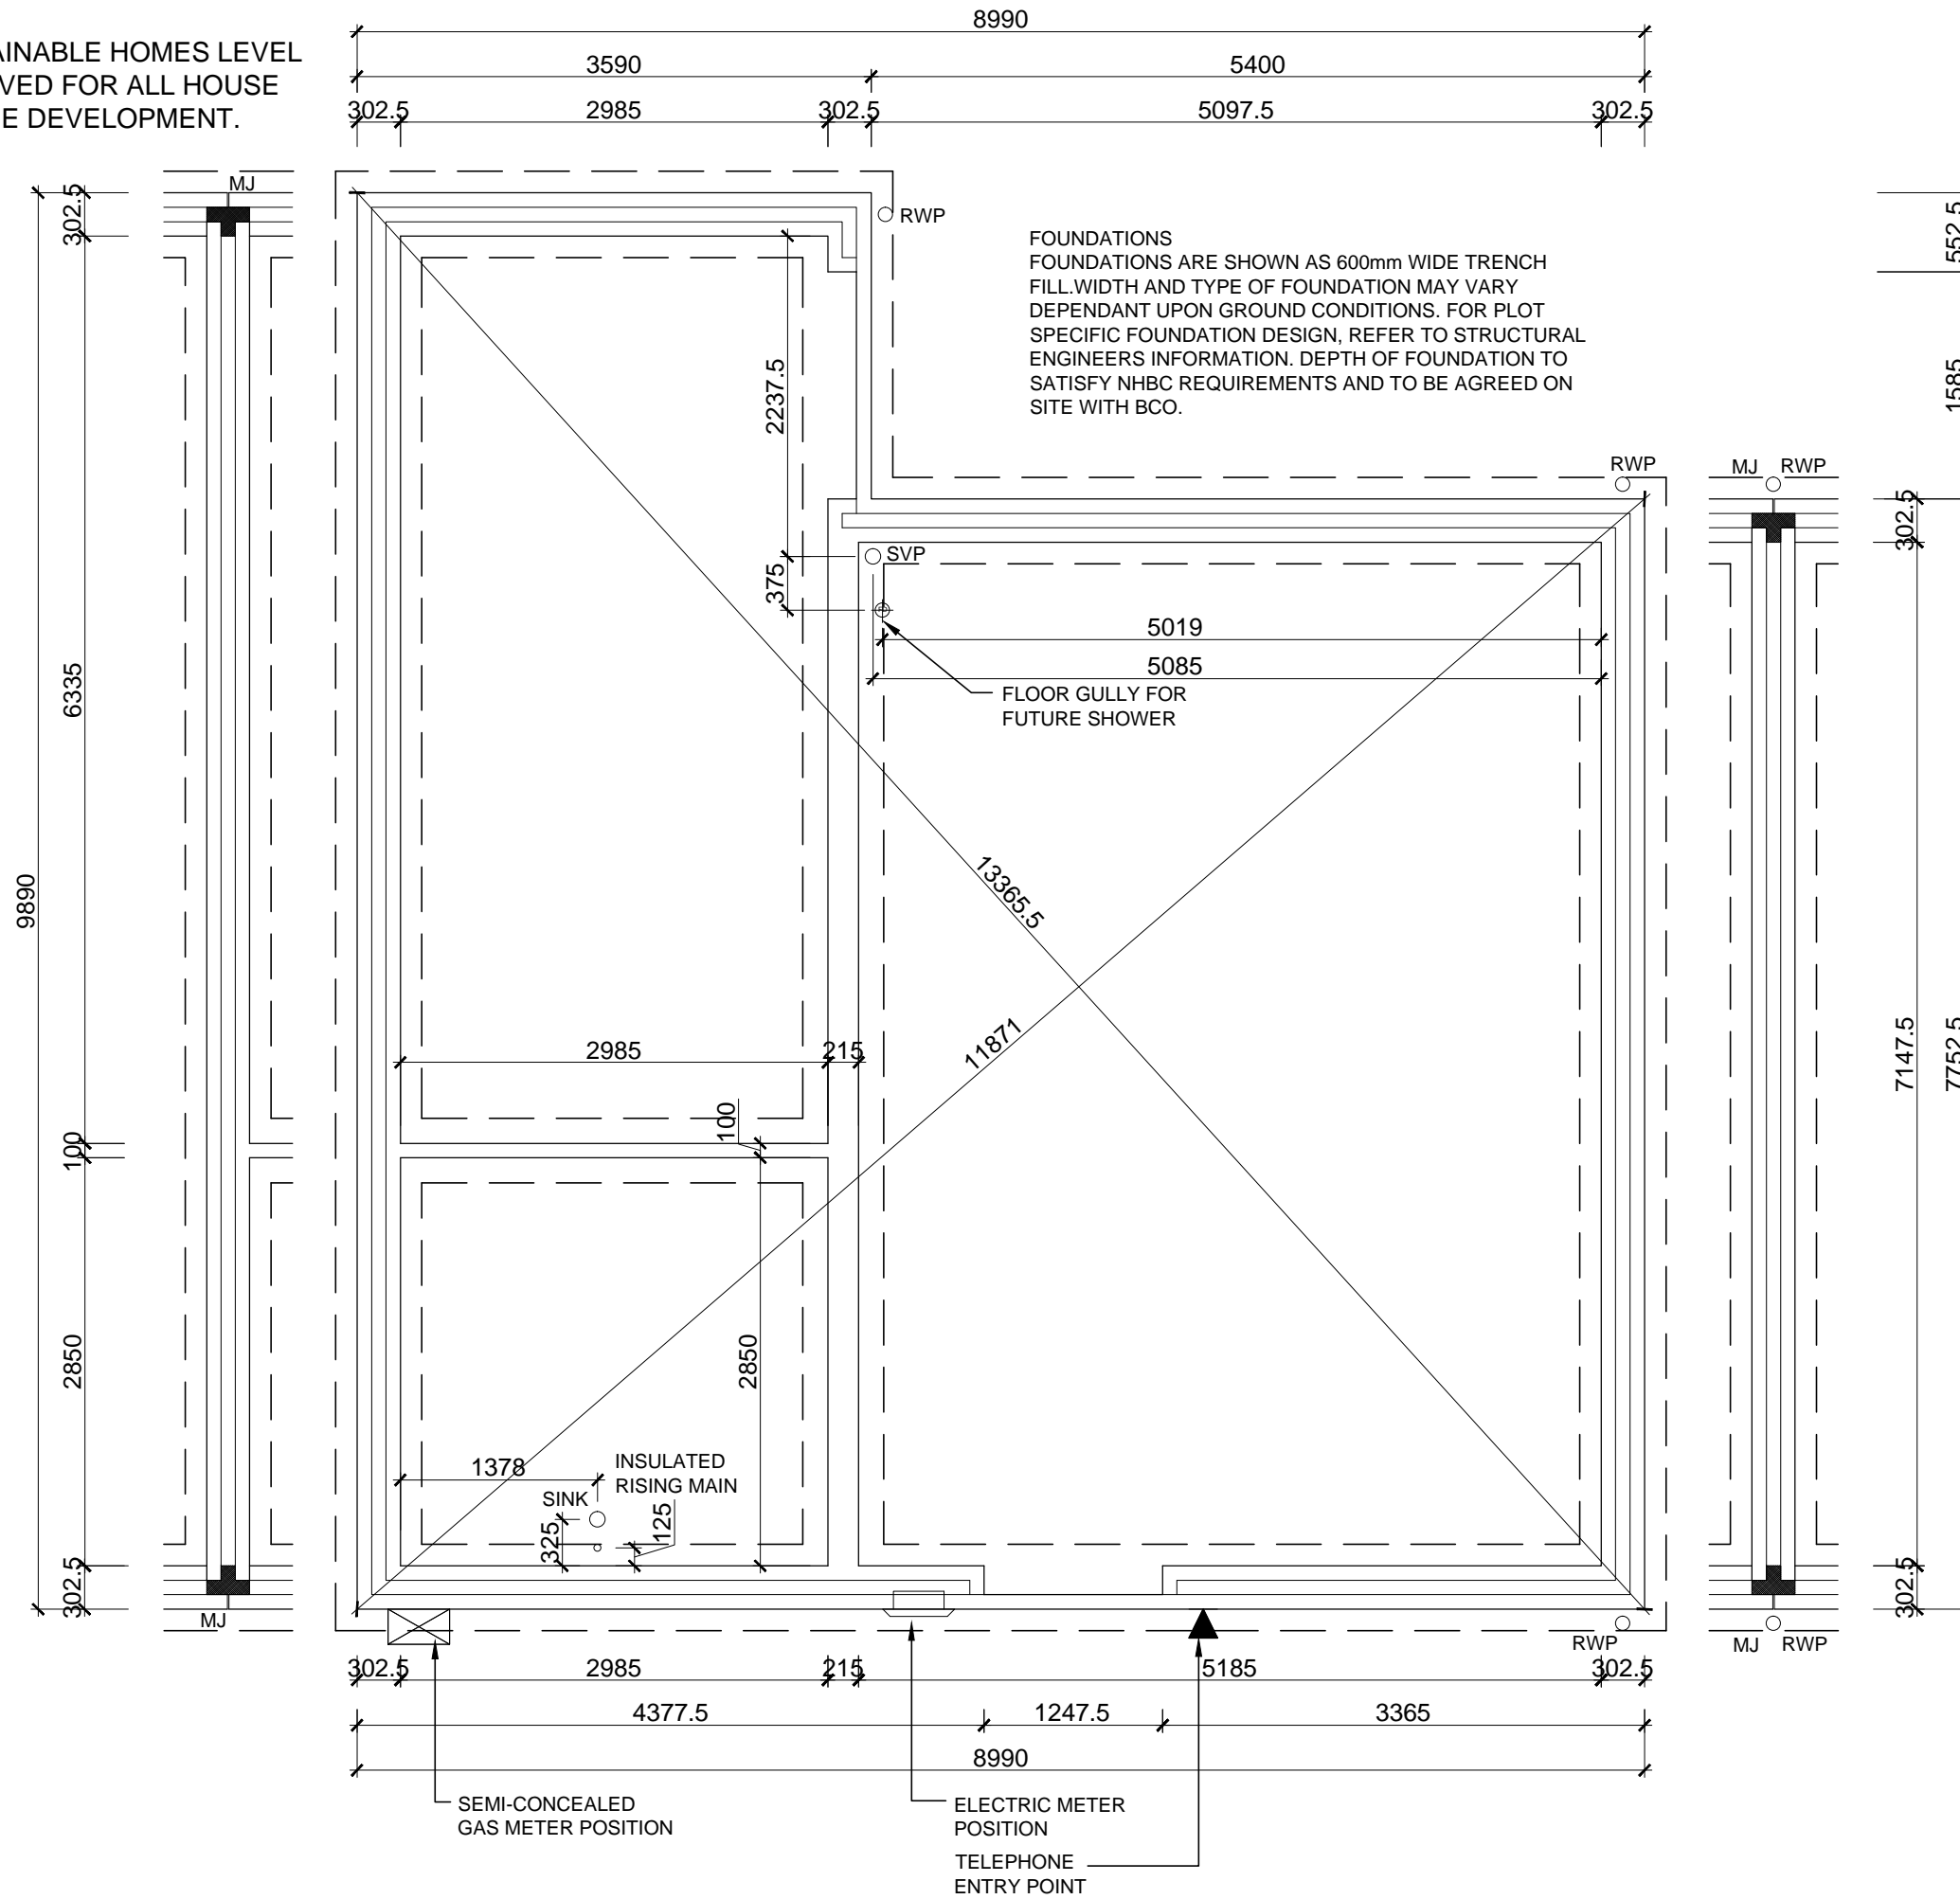 AINABLE HOMES LEVEL
VED FOR ALL HOUSE
E DEVELOPMENT.
8990
3590
5400
302.5
2985
302.5
5097.5
302.5
MJ
RWP
302.5
552.5
FOUNDATIONS
FOUNDATIONS ARE SHOWN AS 600mm WIDE TRENCH
FILL.WIDTH AND TYPE OF FOUNDATION MAY VARY
DEPENDANT UPON GROUND CONDITIONS. FOR PLOT
SPECIFIC FOUNDATION DESIGN, REFER TO STRUCTURAL
ENGINEERS INFORMATION. DEPTH OF FOUNDATION TO
SATISFY NHBC REQUIREMENTS AND TO BE AGREED ON
SITE WITH BCO.
2237.5
1585
RWP
MJ
RWP
302.5
SVP
375
5019
5085
FLOOR GULLY FOR
FUTURE SHOWER
6335
9890
13365.5
11871
7147.5
7752.5
2985
215
100
100
2850
2850
1378
INSULATED
RISING MAIN
SINK
325
125
302.5
302.5
MJ
RWP
MJ
RWP
302.5
2985
215
5185
302.5
4377.5
1247.5
3365
8990
SEMI-CONCEALED
GAS METER POSITION
ELECTRIC METER
POSITION
TELEPHONE
ENTRY POINT